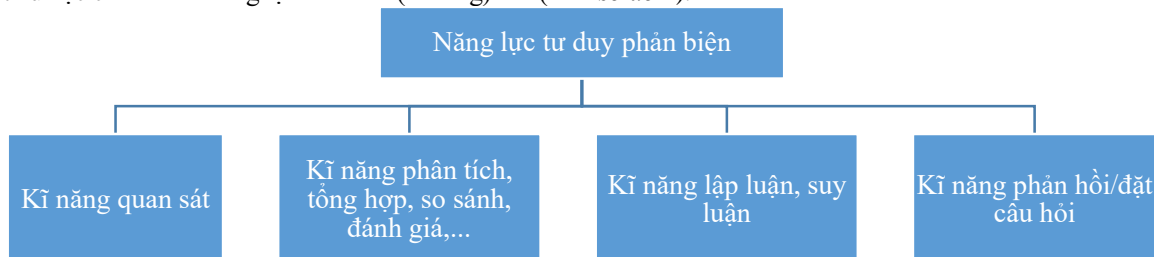 Năng lực tư duy phản biện
Kĩ năng quan sát
Kĩ năng phân tích,
tổng hợp, so sánh,
đánh giá,...
Kĩ năng lập luận, suy
luận
Kĩ năng phản hồi/đặt
câu hỏi